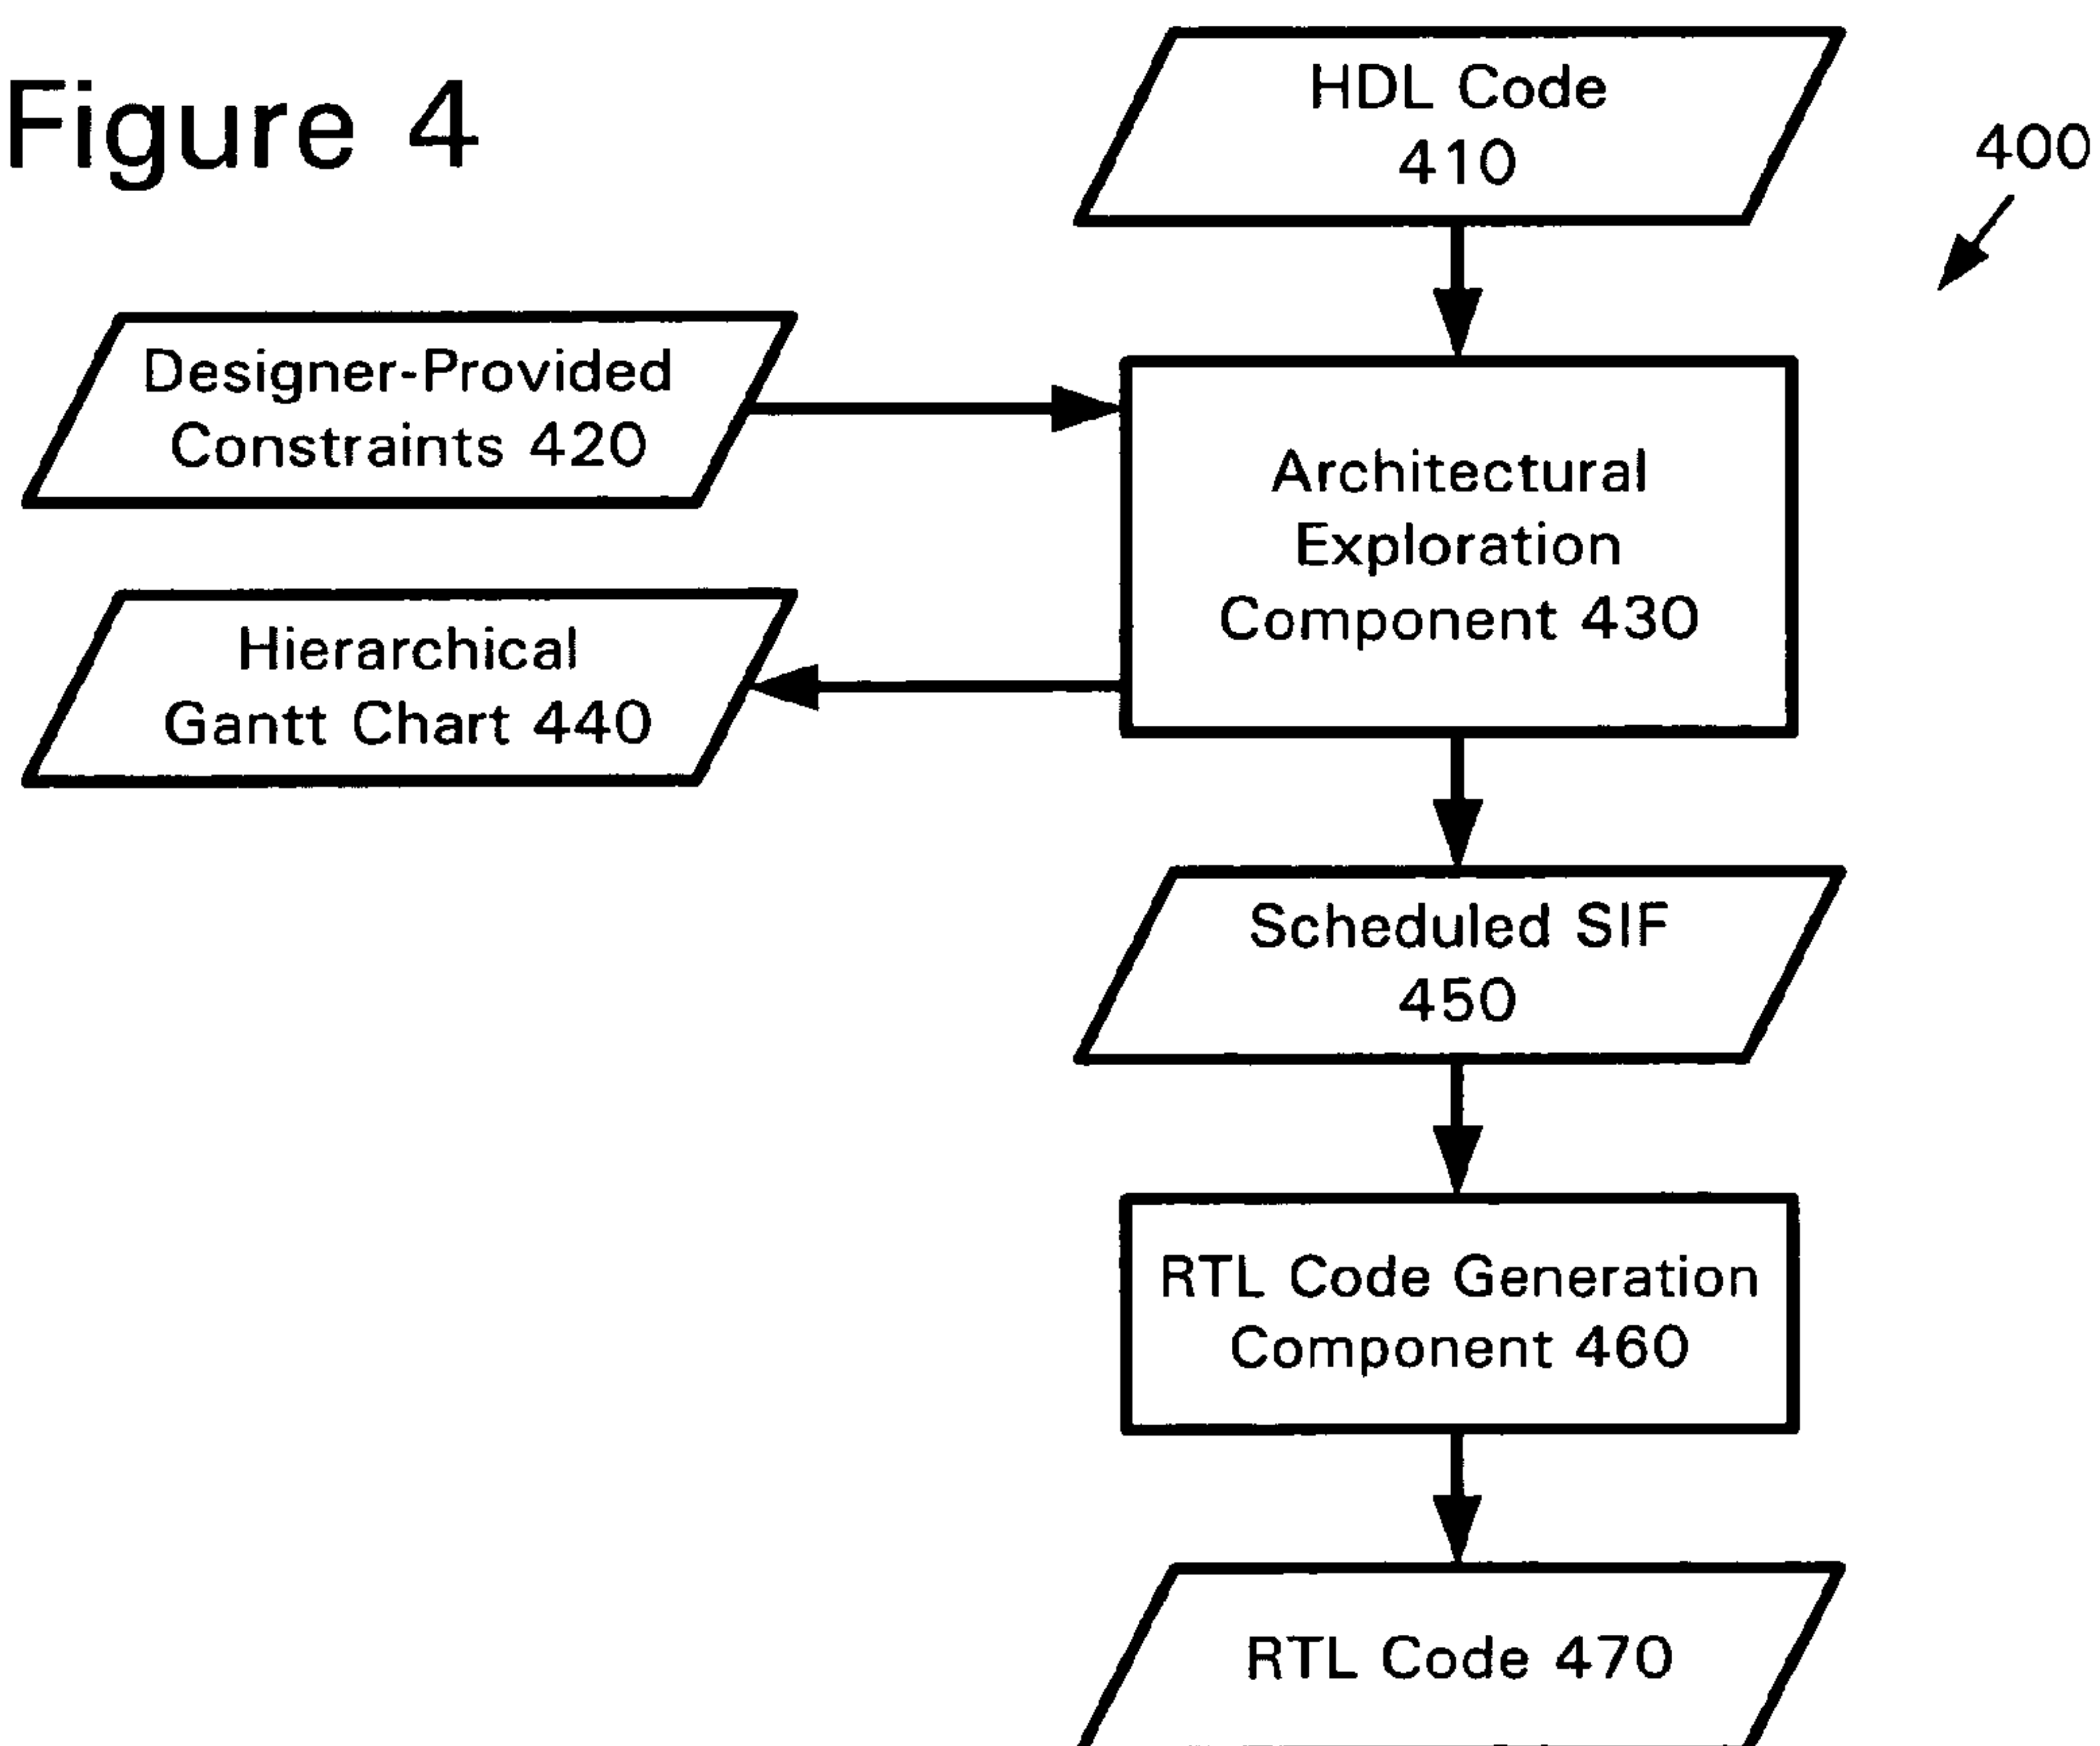 Figure 4
HDL Code
410
400
Designer-Provided
Constraints 420
Architectural
Exploration
Component 430
Hierarchical
Gantt Chart 440
Scheduled SIF
450
RTL Code Generation
Component 460
RTL Code 470